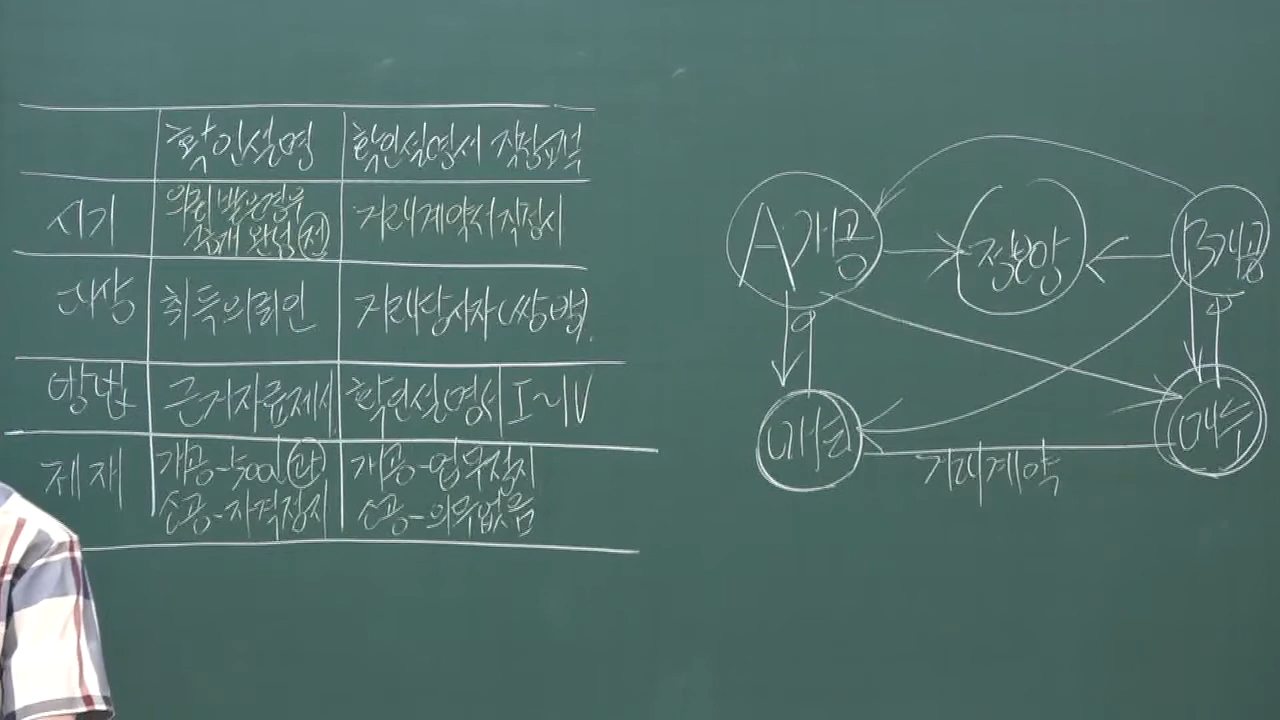 확인설명 확인설명서 작성교부
시기 의뢰받은경우 거래계약서작성시
중개완성전
대상 취득의뢰인 거래당사자(쌍방)
방법 근거자료제시 확인설명서 I~IV
제재 개공-500과 개공-업무정지
소공-자격정지 소공-의무없음
A개공 정보망 B개공
매도 매수
거래계약